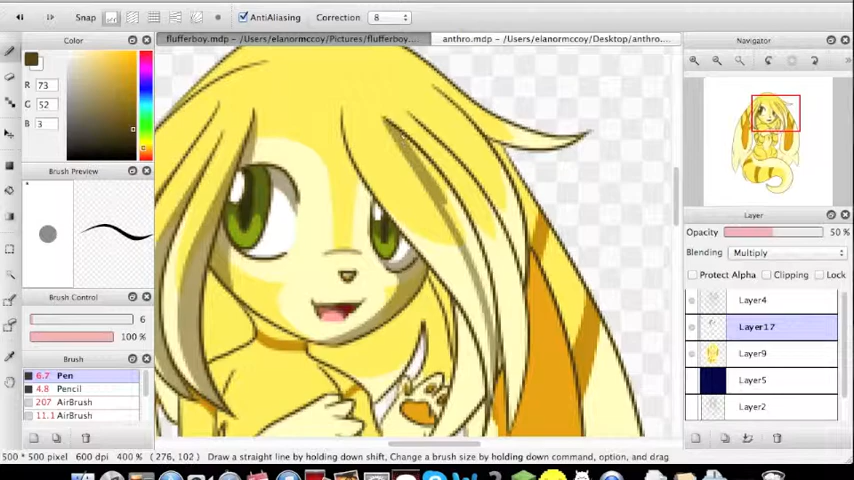 Snap AntiAliasing Correction 8
Color flufferboy.mdp - /Users/elanormccoy/Pictures/flufferboy.... anthro.mdp - /Users/elanormccoy/Desktop/anthro.... Navigator
R 73
G 52
B 3
Brush Preview
Layer
Opacity 50 %
Blending Multiply
Protect Alpha Clipping Lock
Brush Control
6
100 %
Layer4
Layer17
Layer9
Layer5
Layer2
Brush
6.7 Pen
4.8 Pencil
207 AirBrush
11.1 AirBrush
500 * 500 pixel 600 dpi 400 % (276, 102) Draw a straight line by holding down shift, Change a brush size by holding down command, option, and drag